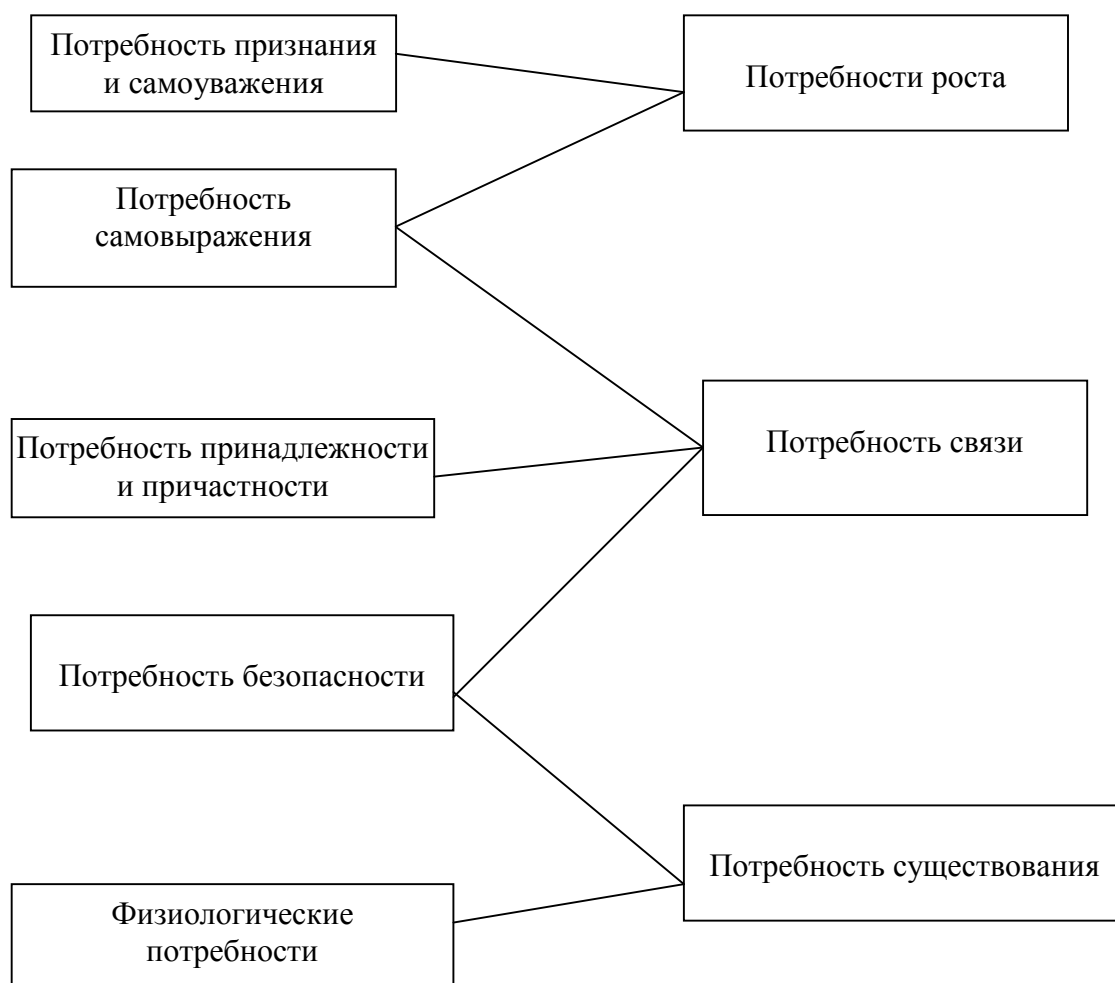 Потребность признания
и самоуважения
Потребности роста
Потребность
самовыражения
Потребность связи
Потребность принадлежности
и причастности
Потребность безопасности
Потребность существования
Физиологические
потребности